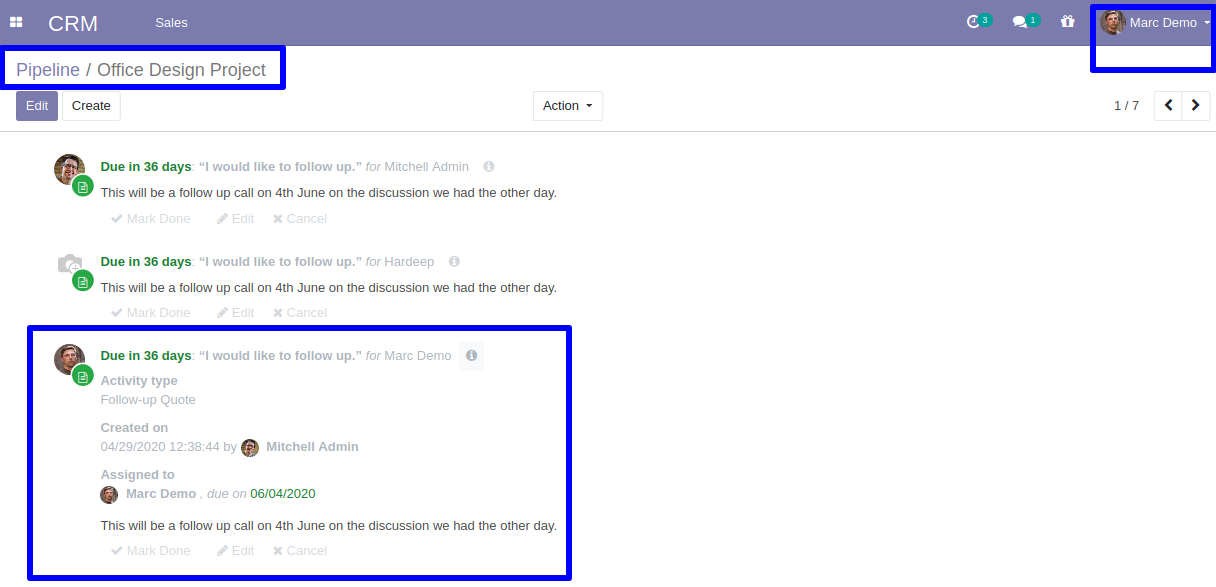 CRM Sales 3 1 Marc Demo
Pipeline / Office Design Project
Edit Create Action 1 / 7
Due in 36 days: “I would like to follow up.” for Mitchell Admin
This will be a follow up call on 4th June on the discussion we had the other day.
Mark Done Edit Cancel
Due in 36 days: “I would like to follow up.” for Hardeep
This will be a follow up call on 4th June on the discussion we had the other day.
Mark Done Edit Cancel
Due in 36 days: “I would like to follow up.” for Marc Demo
Activity type
Follow-up Quote
Created on
04/29/2020 12:38:44 by Mitchell Admin
Assigned to
Marc Demo , due on 06/04/2020
This will be a follow up call on 4th June on the discussion we had the other day.
Mark Done Edit Cancel